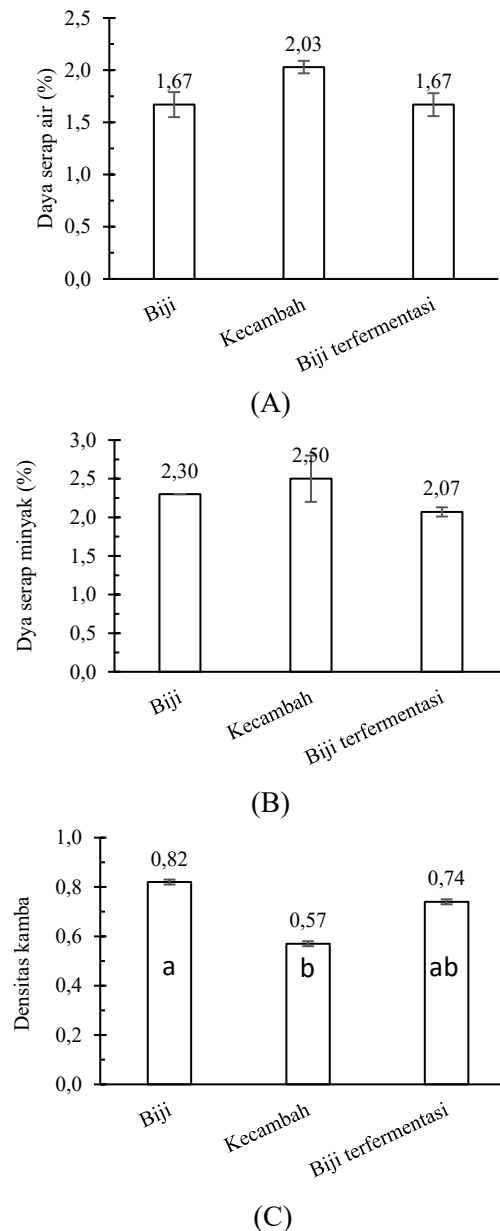 Daya serap air (%)
2,5
2,0
1,5
1,0
0,5
0,0
1,67
2,03
1,67
Biji
Kecambah
Biji terfermentasi
(A)
Dya serap minyak (%)
3,0
2,5
2,0
1,5
1,0
0,5
0,0
2,30
2,50
2,07
Biji
Kecambah
Biji terfermentasi
(B)
Densitas kamba
1,0
0,8
0,6
0,4
0,2
0,0
0,82
0,57
0,74
a
b
ab
Biji
Kecambah
Biji terfermentasi
(C)